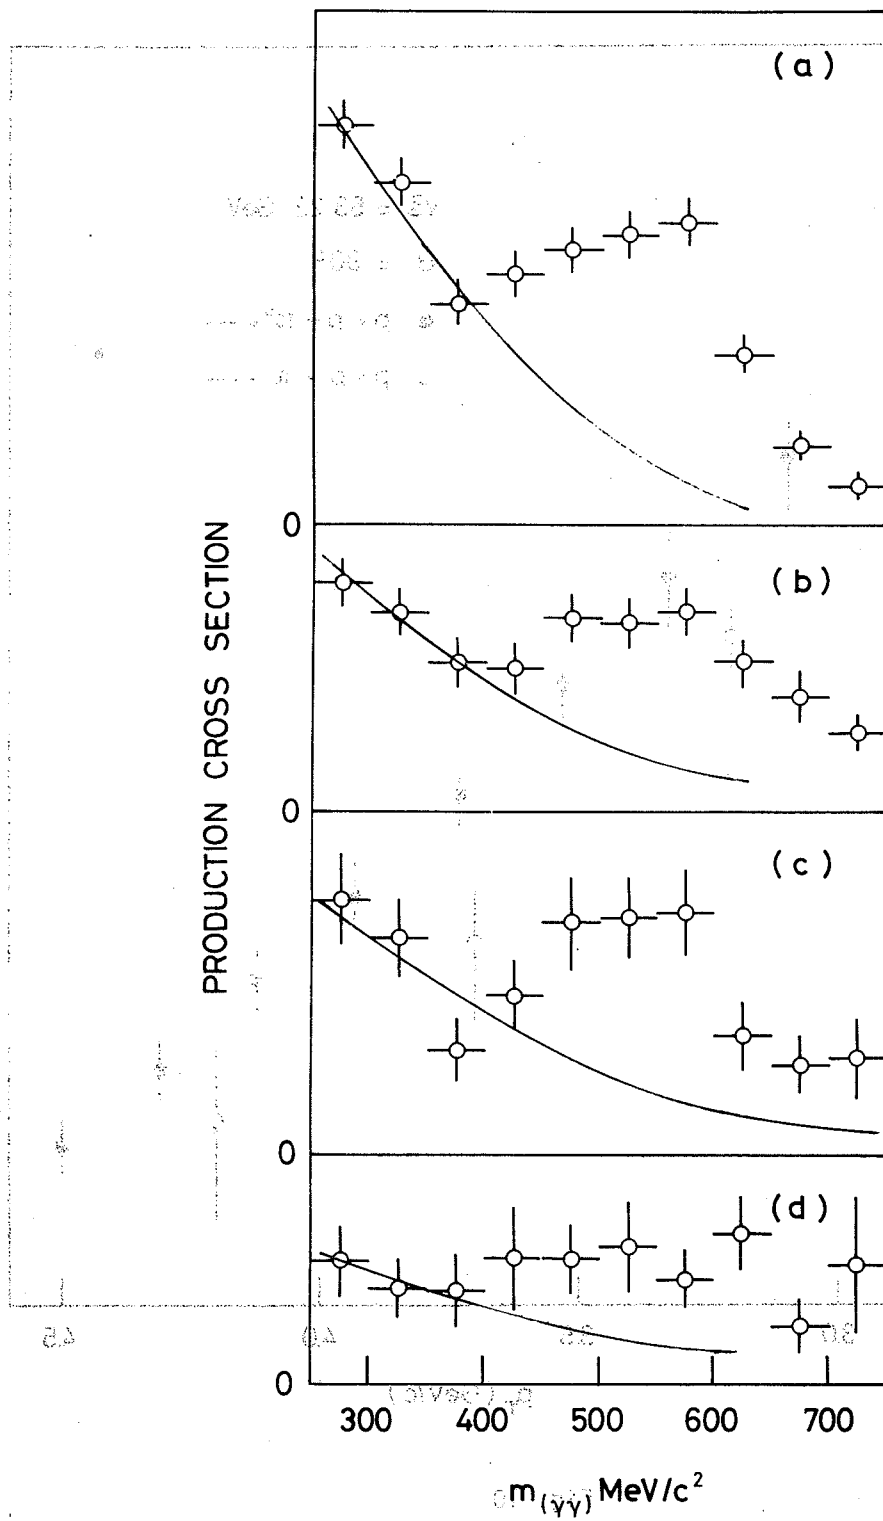 (a)
0
(b)
0
(c)
0
(d)
0
PRODUCTION CROSS SECTION
300 400 500 600 700
m(γγ) MeV/c²